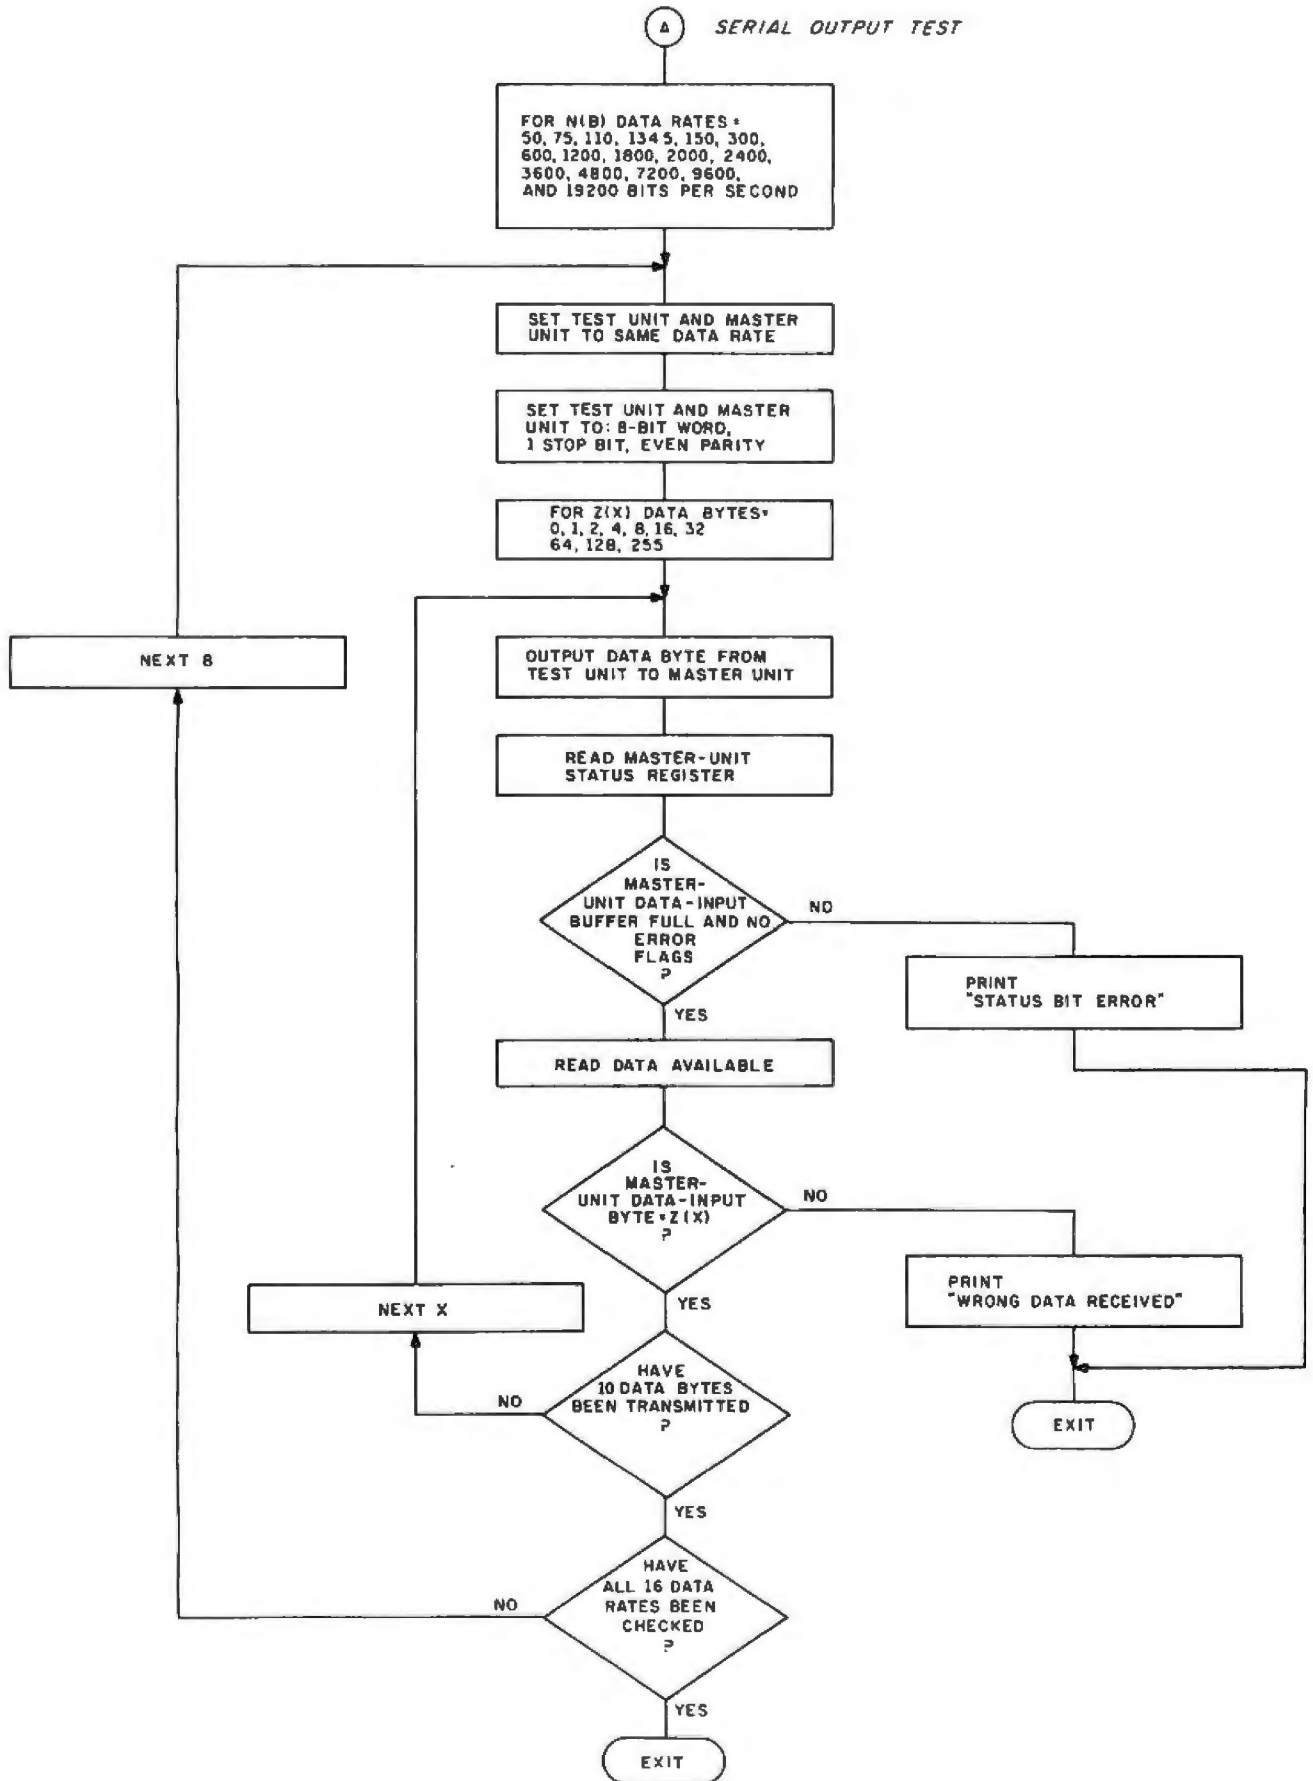 A SERIAL OUTPUT TEST
FOR N(B) DATA RATES=
50, 75, 110, 134 5, 150, 300,
600, 1200, 1800, 2000, 2400,
3600, 4800, 7200, 9600,
AND 19200 BITS PER SECOND
SET TEST UNIT AND MASTER
UNIT TO SAME DATA RATE
SET TEST UNIT AND MASTER
UNIT TO: 8-BIT WORD,
1 STOP BIT, EVEN PARITY
FOR Z(X) DATA BYTES=
0, 1, 2, 4, 8, 16, 32
64, 128, 255
NEXT B
OUTPUT DATA BYTE FROM
TEST UNIT TO MASTER UNIT
READ MASTER-UNIT
STATUS REGISTER
IS
MASTER-
UNIT DATA-INPUT
BUFFER FULL AND NO
ERROR
FLAGS
?
NO
PRINT
"STATUS BIT ERROR"
YES
READ DATA AVAILABLE
IS
MASTER-
UNIT DATA-INPUT
BYTE=Z(X)
?
NO
PRINT
"WRONG DATA RECEIVED"
YES
NEXT X
HAVE
10 DATA BYTES
BEEN TRANSMITTED
?
NO
EXIT
YES
HAVE
ALL 16 DATA
RATES BEEN
CHECKED
?
NO
YES
EXIT